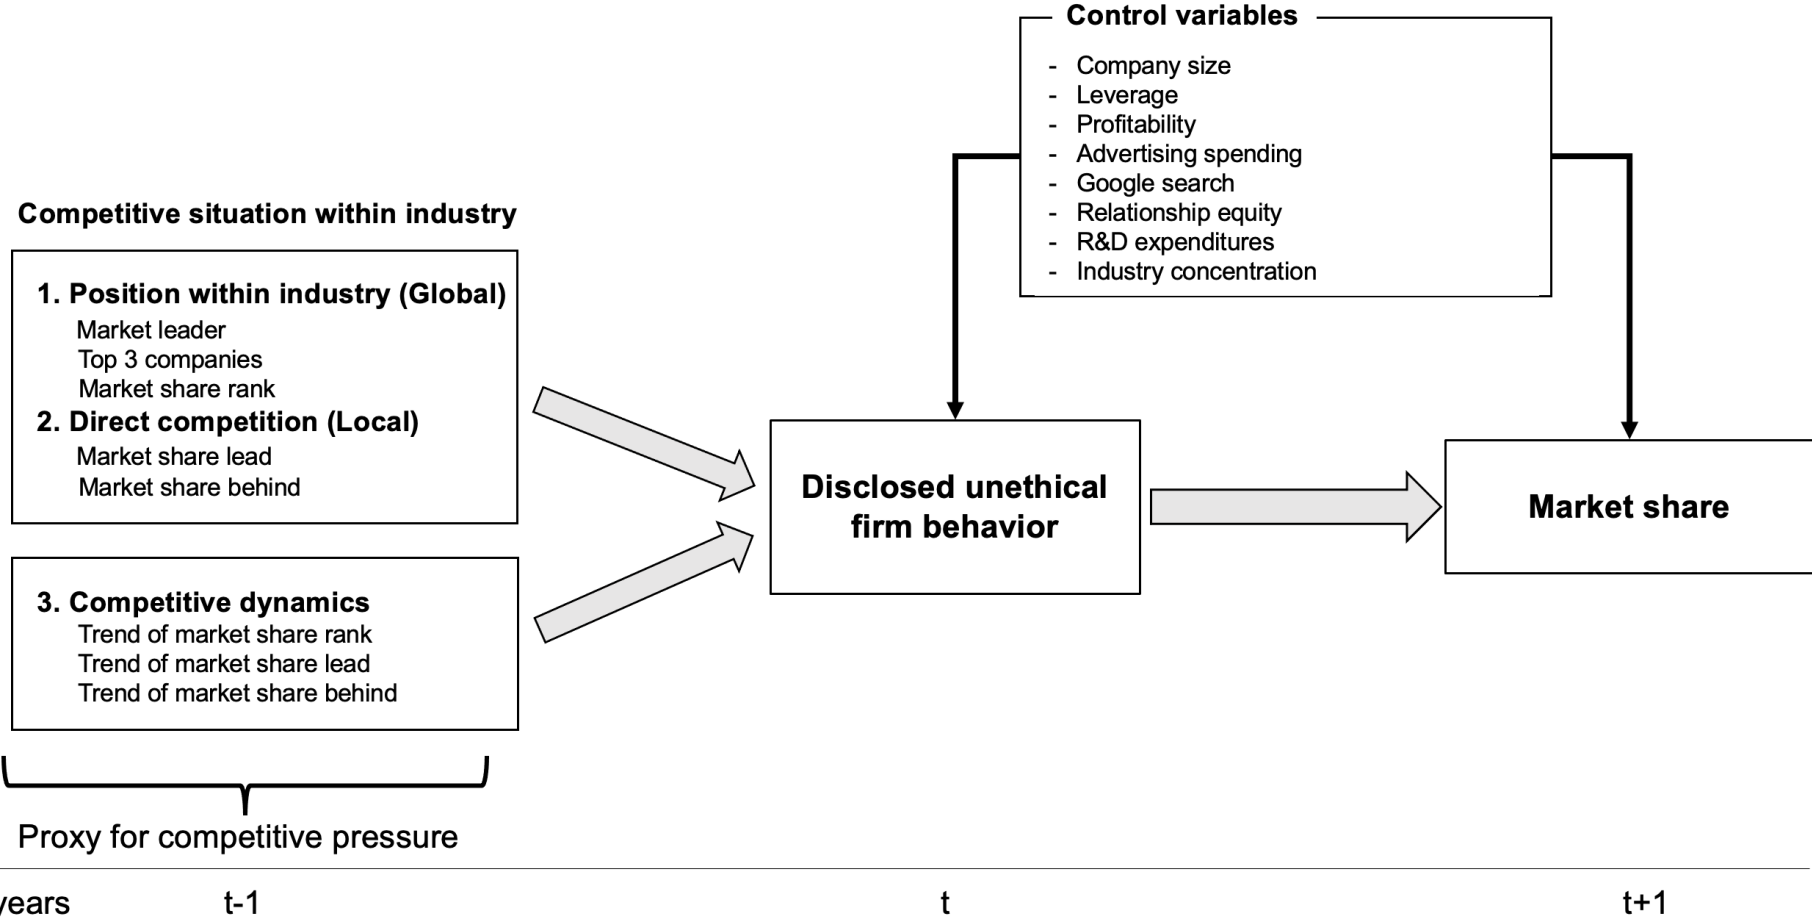 Control variables
- Company size
- Leverage
- Profitability
- Advertising spending
- Google search
- Relationship equity
- R&D expenditures
- Industry concentration
Competitive situation within industry
1. Position within industry (Global)
Market leader
Top 3 companies
Market share rank
2. Direct competition (Local)
Market share lead
Market share behind
3. Competitive dynamics
Trend of market share rank
Trend of market share lead
Trend of market share behind
Proxy for competitive pressure
Disclosed unethical
firm behavior
Market share
years t-1 t t+1